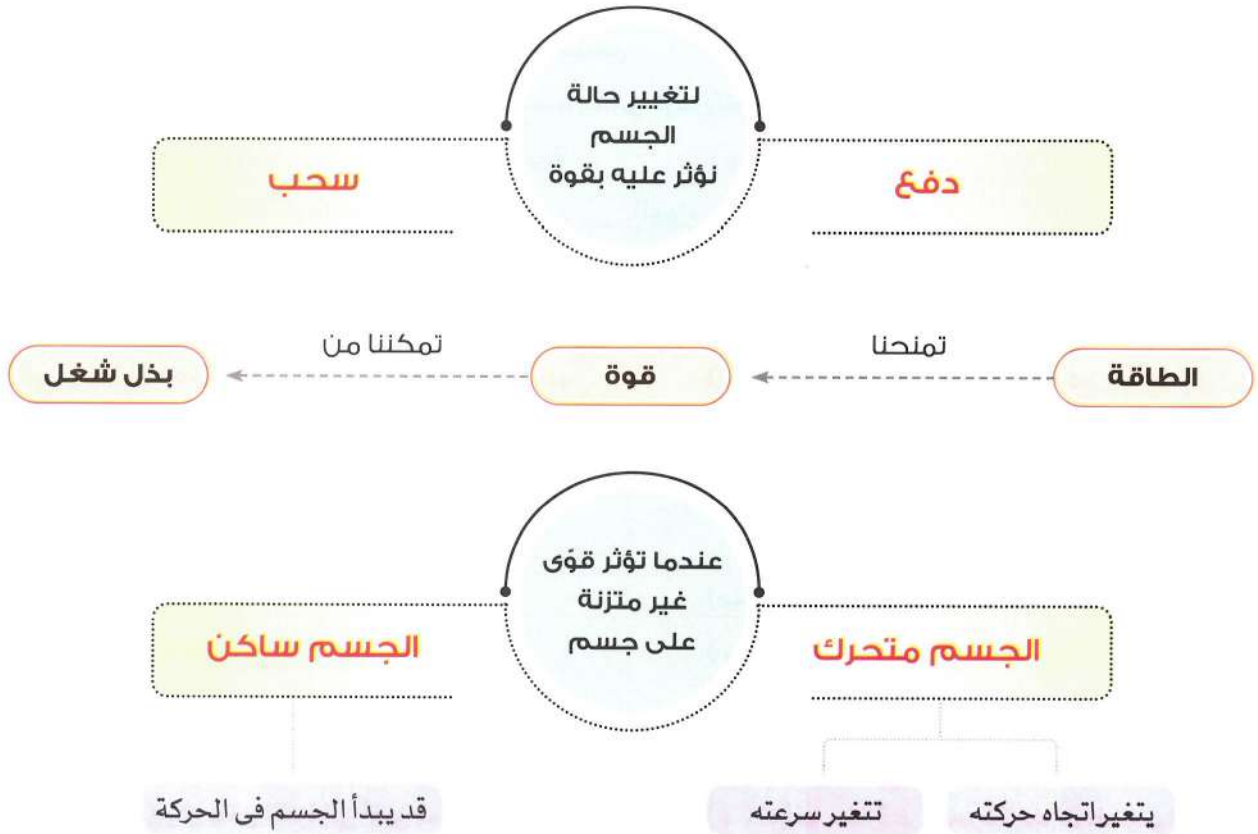 لتغيير حالة
الجسم
نؤثر عليه بقوة
دفع
سحب
الطاقة
تمنحنا
قوة
تمكننا من
بذل شغل
عندما تؤثر قوًى
غير متزنة
على جسم
الجسم متحرك
الجسم ساكن
يتغير اتجاه حركته
تتغير سرعته
قد يبدأ الجسم فى الحركة